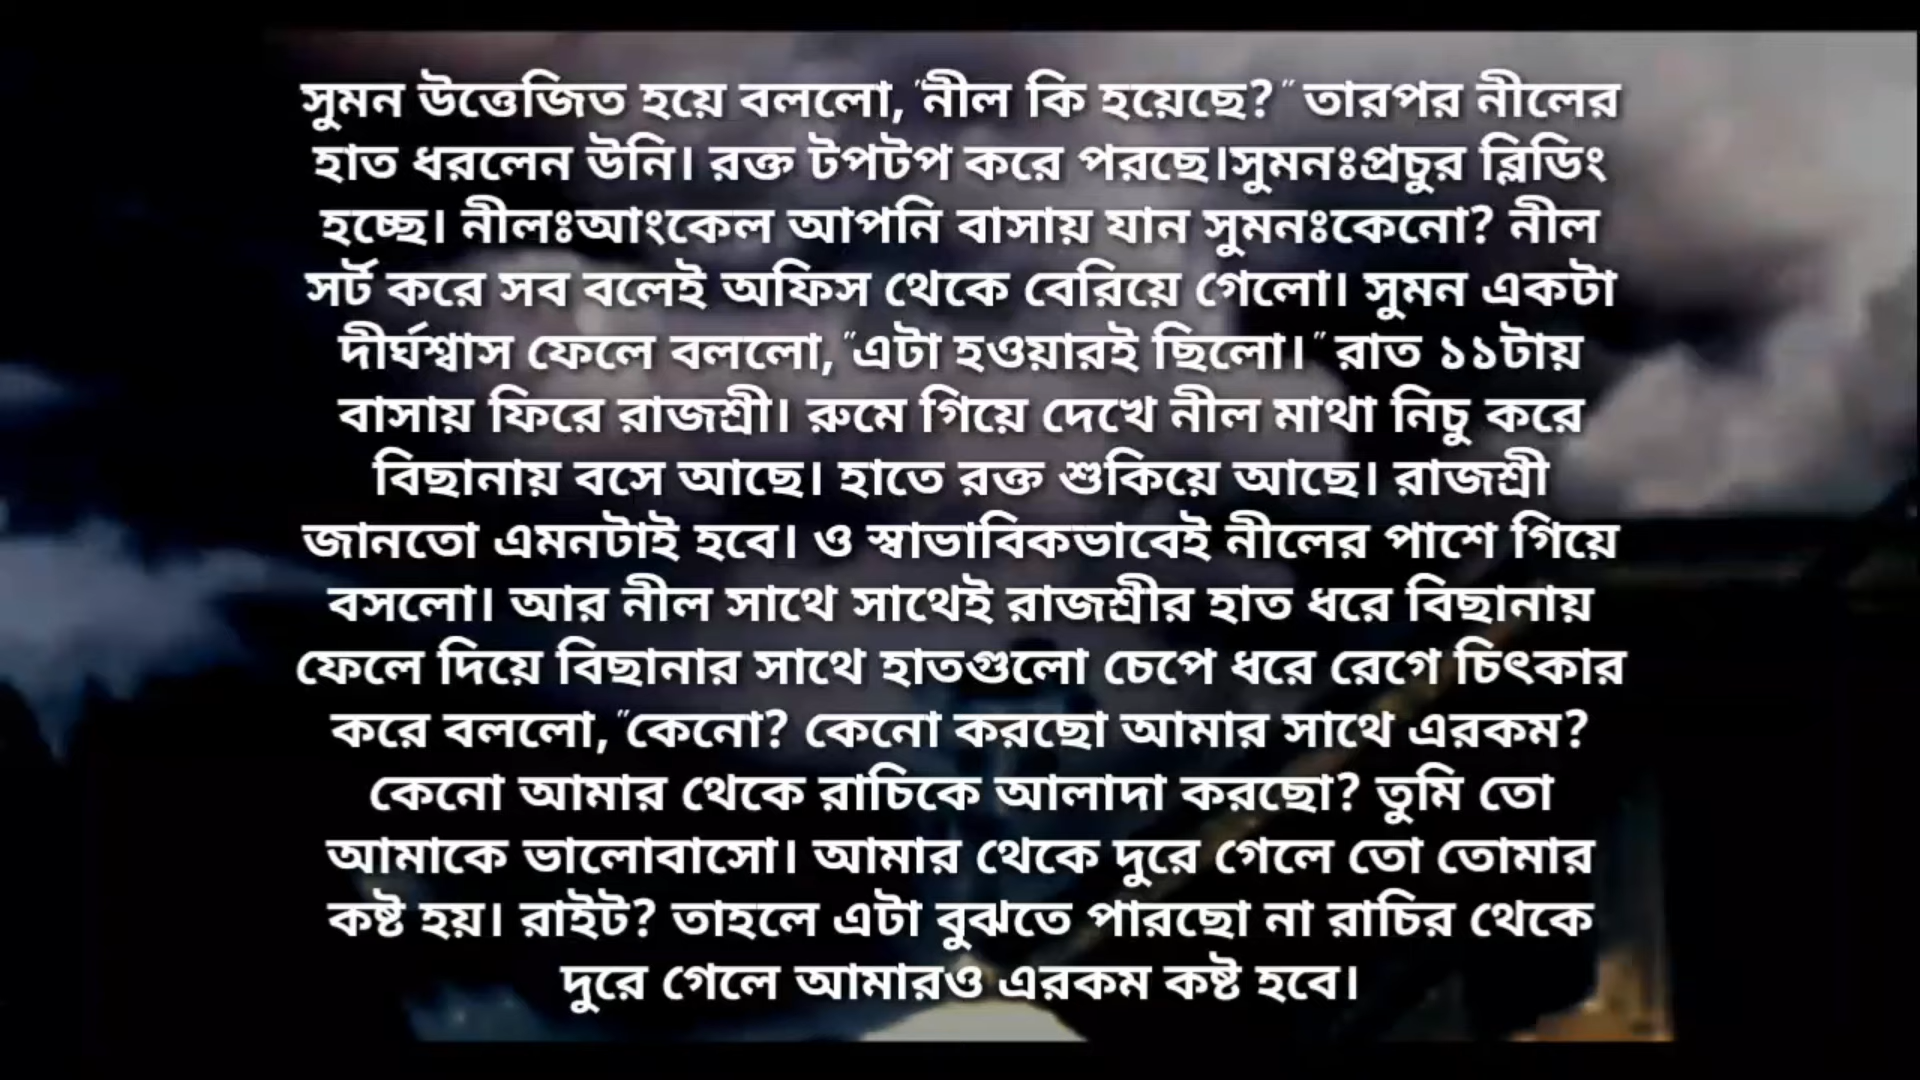 সুমন উত্তেজিত হয়ে বললো, "নীল কি হয়েছে?" তারপর নীলের
হাত ধরলেন উনি। রক্ত টপটপ করে পরছে।সুমনঃপ্রচুর ব্লিডিং
হচ্ছে। নীলঃআংকেল আপনি বাসায় যান সুমনঃকেনো? নীল
সর্ট করে সব বলেই অফিস থেকে বেরিয়ে গেলো। সুমন একটা
দীর্ঘশ্বাস ফেলে বললো, "এটা হওয়ারই ছিলো।" রাত ১১টায়
বাসায় ফিরে রাজশ্রী। রুমে গিয়ে দেখে নীল মাথা নিচু করে
বিছানায় বসে আছে। হাতে রক্ত শুকিয়ে আছে। রাজশ্রী
জানতো এমনটাই হবে। ও স্বাভাবিকভাবেই নীলের পাশে গিয়ে
বসলো। আর নীল সাথে সাথেই রাজশ্রীর হাত ধরে বিছানায়
ফেলে দিয়ে বিছানার সাথে হাতগুলো চেপে ধরে রেগে চিৎকার
করে বললো, "কেনো? কেনো করছো আমার সাথে এরকম?
কেনো আমার থেকে রাচিকে আলাদা করছো? তুমি তো
আমাকে ভালোবাসো। আমার থেকে দুরে গেলে তো তোমার
কষ্ট হয়। রাইট? তাহলে এটা বুঝতে পারছো না রাচির থেকে
দুরে গেলে আমারও এরকম কষ্ট হবে।